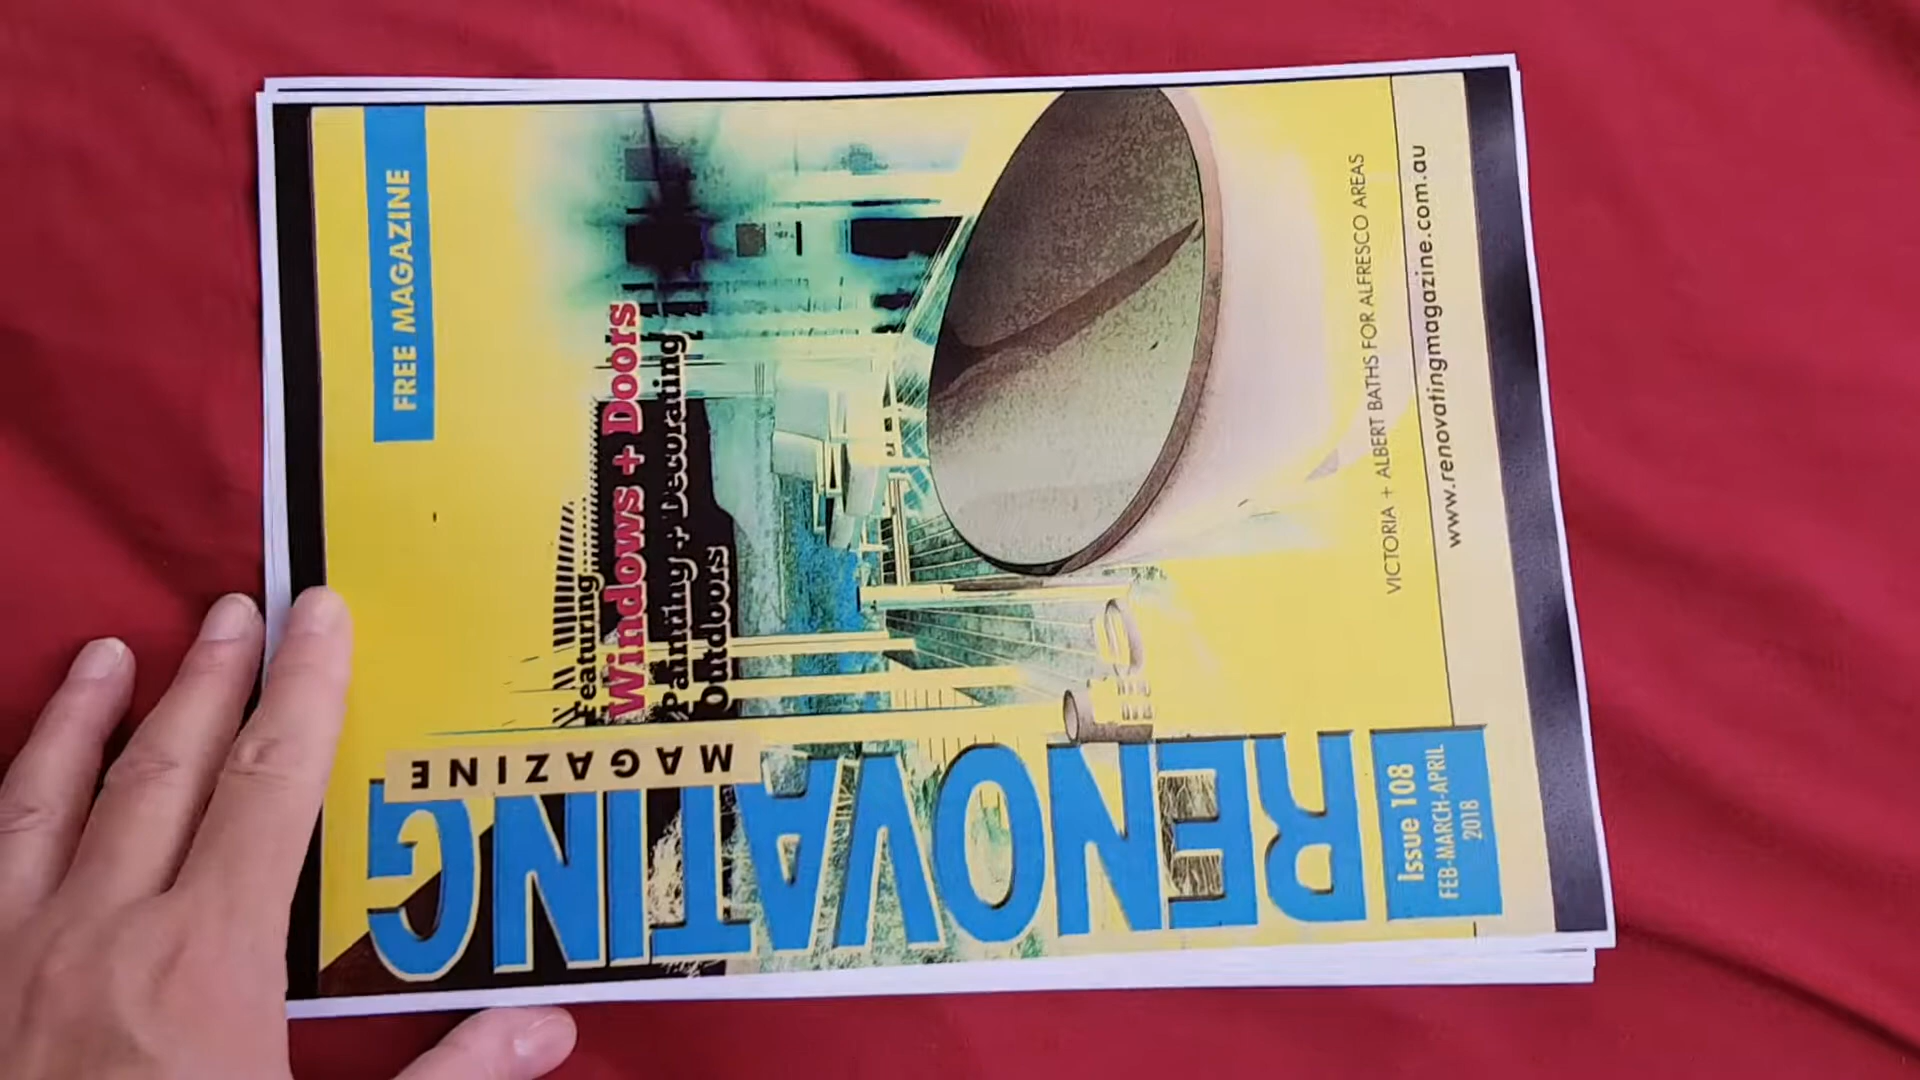 FREE MAGAZINE
RENOVATING
MAGAZINE
Issue 108
FEB-MARCH-APRIL
2018
Featuring
Windows + Doors
Painting + Decorating
Outdoors
VICTORIA + ALBERT BATHS FOR ALFRESCO AREAS
www.renovatingmagazine.com.au